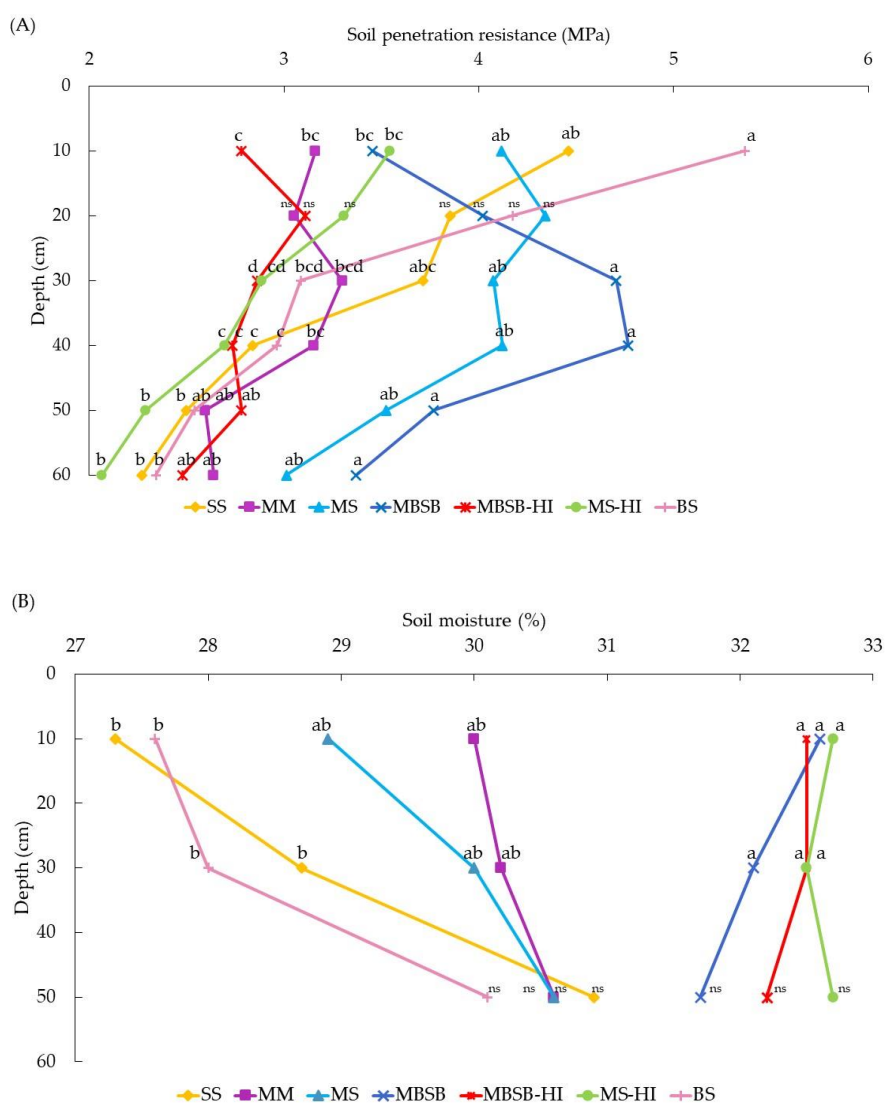 (A)
Soil penetration resistance (MPa)
2 3 4 5 6
0
c bc bc bc ab ab a
10
ns ns ns ns ns ns ns
20
d cd bcd bcd abc ab a
30
Depth (cm)
c c c c bc ab a
40
b b ab ab ab ab a
50
b b b ab ab ab a
60
SS MM MS MBSB MBSB-HI MS-HI BS
(B)
Soil moisture (%)
27 28 29 30 31 32 33
0
b b ab ab a a a
10
20
b b ab ab a a a
30
Depth (cm)
40
ns ns ns ns ns ns ns
50
60
SS MM MS MBSB MBSB-HI MS-HI BS